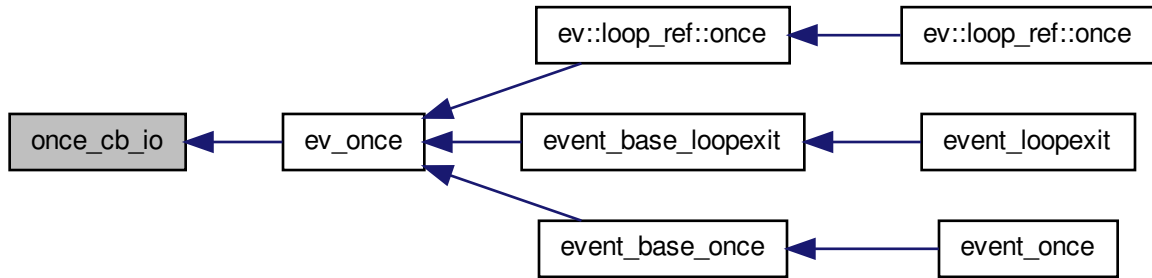 ev::loop_ref::once
ev::loop_ref::once
once_cb_io
ev_once
event_base_loopexit
event_loopexit
event_base_once
event_once